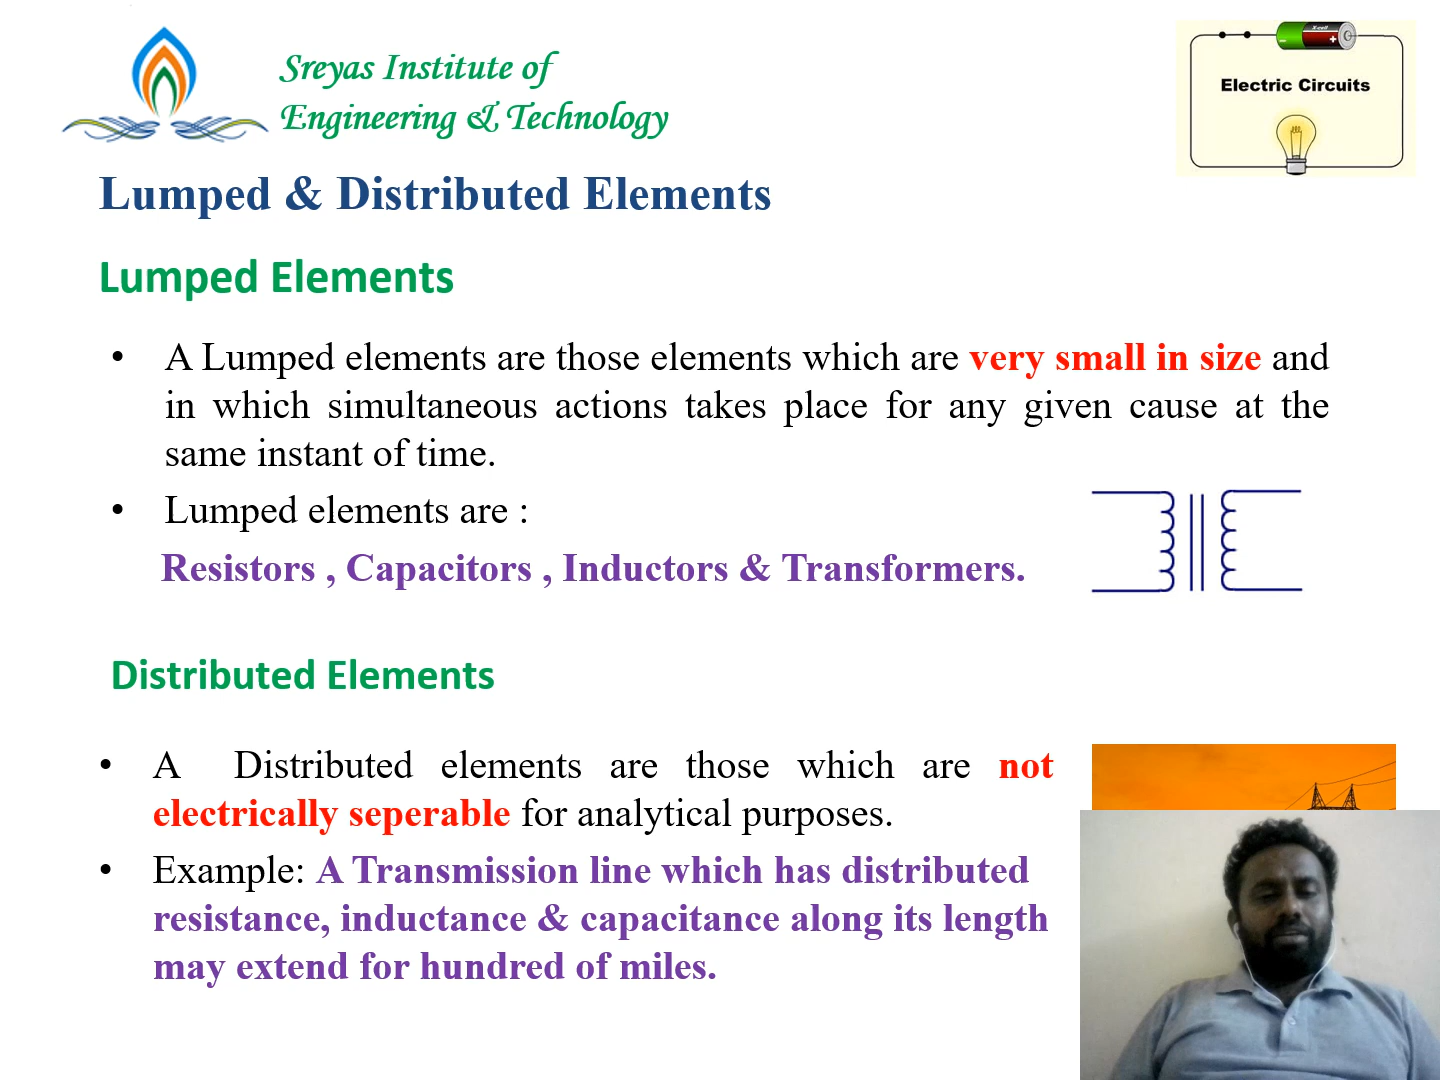 Sreyas Institute of
Engineering & Technology
X-cell
- +
Electric Circuits
Lumped & Distributed Elements
Lumped Elements
• A Lumped elements are those elements which are very small in size and
in which simultaneous actions takes place for any given cause at the
same instant of time.
• Lumped elements are :
Resistors , Capacitors , Inductors & Transformers.
Distributed Elements
• A Distributed elements are those which are not
electrically seperable for analytical purposes.
• Example: A Transmission line which has distributed
resistance, inductance & capacitance along its length
may extend for hundred of miles.